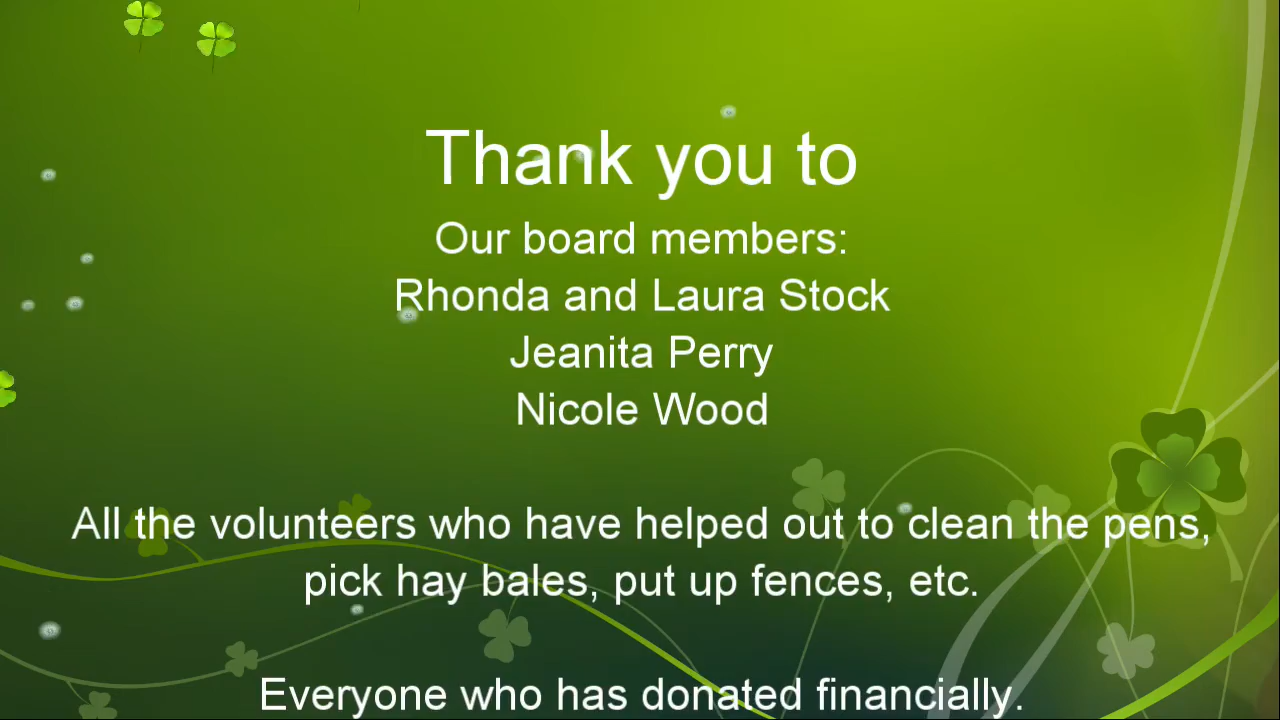 Thank you to
Our board members:
Rhonda and Laura Stock
Jeanita Perry
Nicole Wood
All the volunteers who have helped out to clean the pens,
pick hay bales, put up fences, etc.
Everyone who has donated financially.